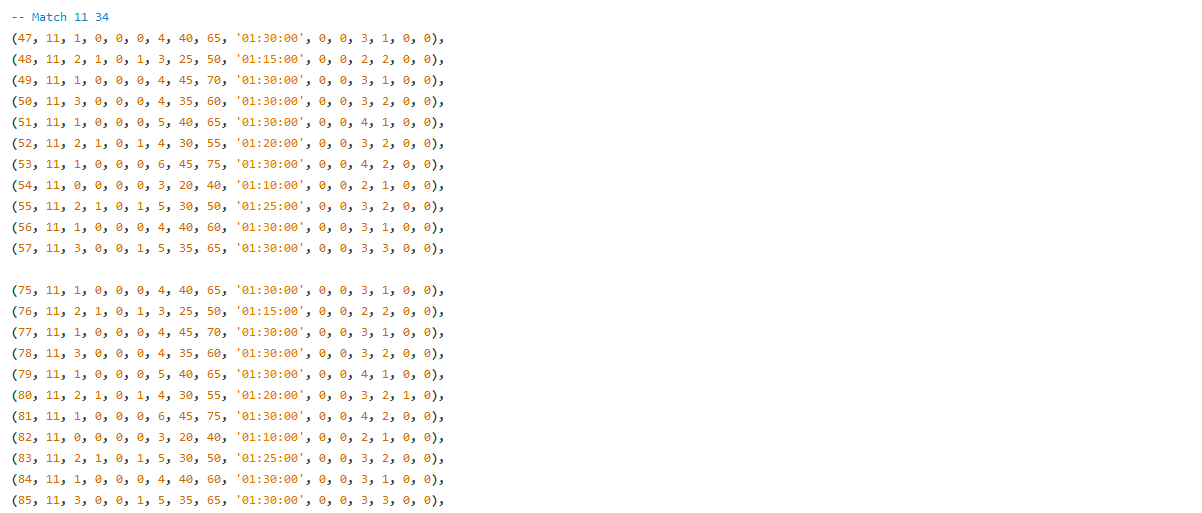 -- Match 11 34
(47, 11, 1, 0, 0, 0, 4, 40, 65, '01:30:00', 0, 0, 3, 1, 0, 0),
(48, 11, 2, 1, 0, 1, 3, 25, 50, '01:15:00', 0, 0, 2, 2, 0, 0),
(49, 11, 1, 0, 0, 0, 4, 45, 70, '01:30:00', 0, 0, 3, 1, 0, 0),
(50, 11, 3, 0, 0, 0, 4, 35, 60, '01:30:00', 0, 0, 3, 2, 0, 0),
(51, 11, 1, 0, 0, 0, 5, 40, 65, '01:30:00', 0, 0, 4, 1, 0, 0),
(52, 11, 2, 1, 0, 1, 4, 30, 55, '01:20:00', 0, 0, 3, 2, 0, 0),
(53, 11, 1, 0, 0, 0, 6, 45, 75, '01:30:00', 0, 0, 4, 2, 0, 0),
(54, 11, 0, 0, 0, 0, 3, 20, 40, '01:10:00', 0, 0, 2, 1, 0, 0),
(55, 11, 2, 1, 0, 1, 5, 30, 50, '01:25:00', 0, 0, 3, 2, 0, 0),
(56, 11, 1, 0, 0, 0, 4, 40, 60, '01:30:00', 0, 0, 3, 1, 0, 0),
(57, 11, 3, 0, 0, 1, 5, 35, 65, '01:30:00', 0, 0, 3, 3, 0, 0),
(75, 11, 1, 0, 0, 0, 4, 40, 65, '01:30:00', 0, 0, 3, 1, 0, 0),
(76, 11, 2, 1, 0, 1, 3, 25, 50, '01:15:00', 0, 0, 2, 2, 0, 0),
(77, 11, 1, 0, 0, 0, 4, 45, 70, '01:30:00', 0, 0, 3, 1, 0, 0),
(78, 11, 3, 0, 0, 0, 4, 35, 60, '01:30:00', 0, 0, 3, 2, 0, 0),
(79, 11, 1, 0, 0, 0, 5, 40, 65, '01:30:00', 0, 0, 4, 1, 0, 0),
(80, 11, 2, 1, 0, 1, 4, 30, 55, '01:20:00', 0, 0, 3, 2, 1, 0),
(81, 11, 1, 0, 0, 0, 6, 45, 75, '01:30:00', 0, 0, 4, 2, 0, 0),
(82, 11, 0, 0, 0, 0, 3, 20, 40, '01:10:00', 0, 0, 2, 1, 0, 0),
(83, 11, 2, 1, 0, 1, 5, 30, 50, '01:25:00', 0, 0, 3, 2, 0, 0),
(84, 11, 1, 0, 0, 0, 4, 40, 60, '01:30:00', 0, 0, 3, 1, 0, 0),
(85, 11, 3, 0, 0, 1, 5, 35, 65, '01:30:00', 0, 0, 3, 3, 0, 0),